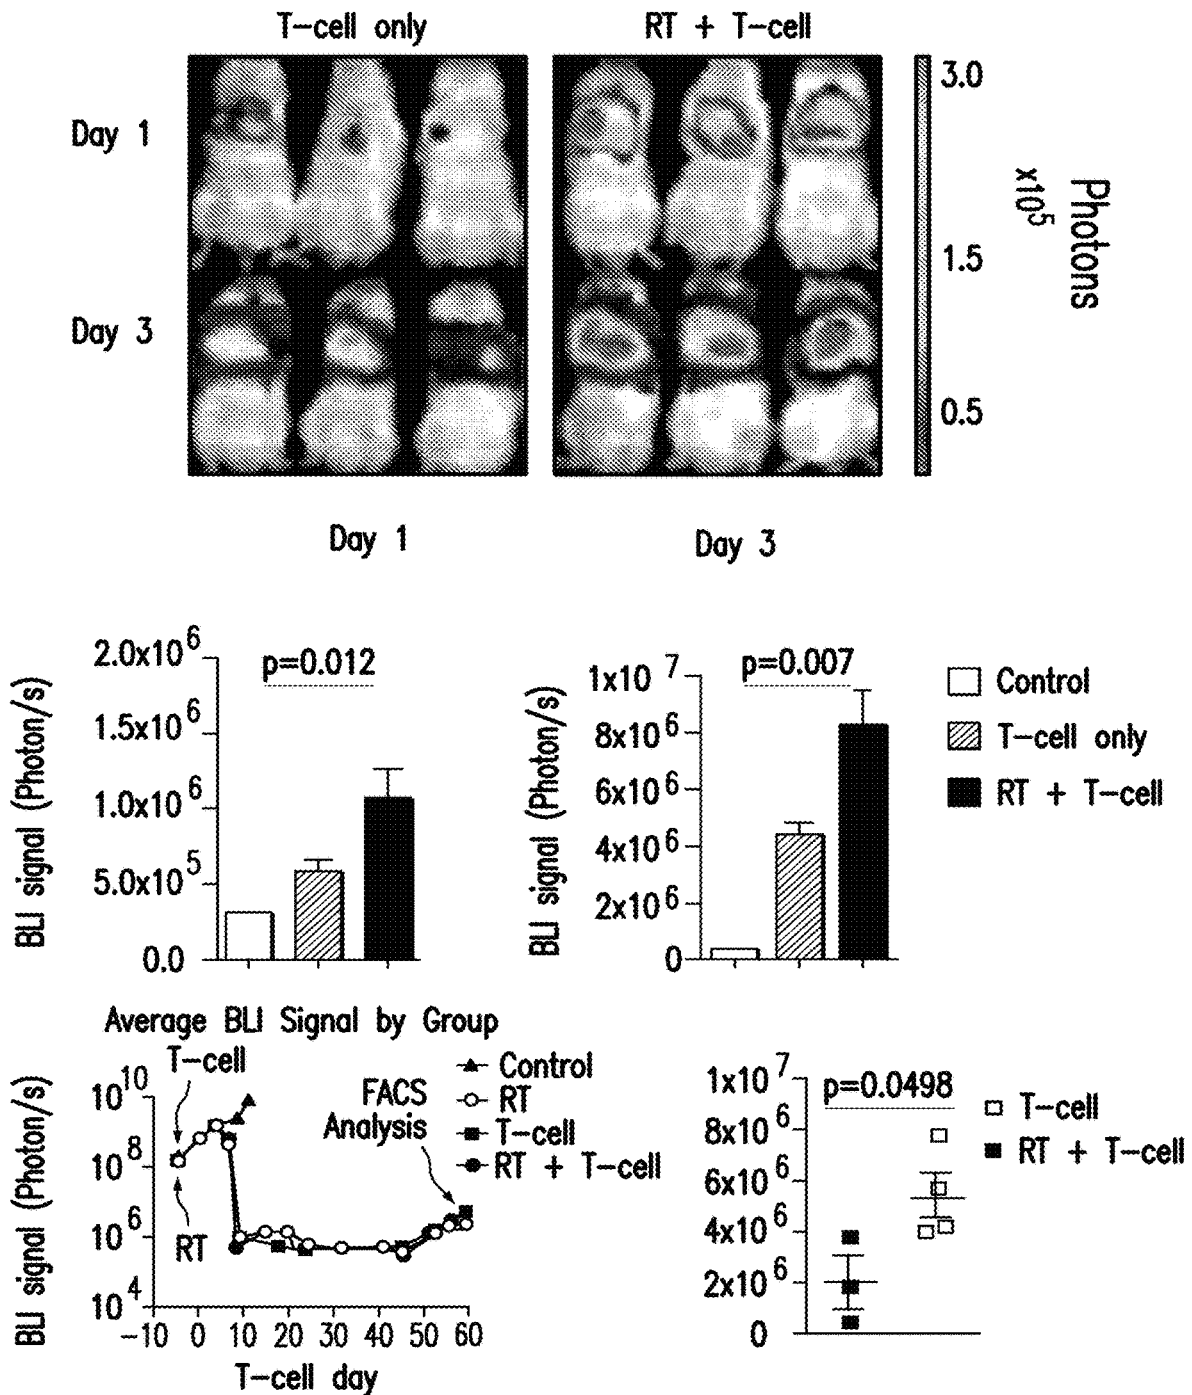 T-cell only
RT + T-cell
Day 1
Day 3
3.0
1.5
0.5
Photons
x10^5
Day 1
Day 3
BLI signal (Photon/s)
2.0x10^6
1.5x10^6
1.0x10^6
5.0x10^5
0.0
p=0.012
BLI signal (Photon/s)
1x10^7
8x10^6
6x10^6
4x10^6
2x10^6
0
p=0.007
Control
T-cell only
RT + T-cell
Average BLI Signal by Group
BLI signal (Photon/s)
10^10
10^8
10^6
10^4
T-cell
RT
FACS
Analysis
Control
RT
T-cell
RT + T-cell
-10 0 10 20 30 40 50 60
T-cell day
1x10^7
8x10^6
6x10^6
4x10^6
2x10^6
0
p=0.0498
T-cell
RT + T-cell